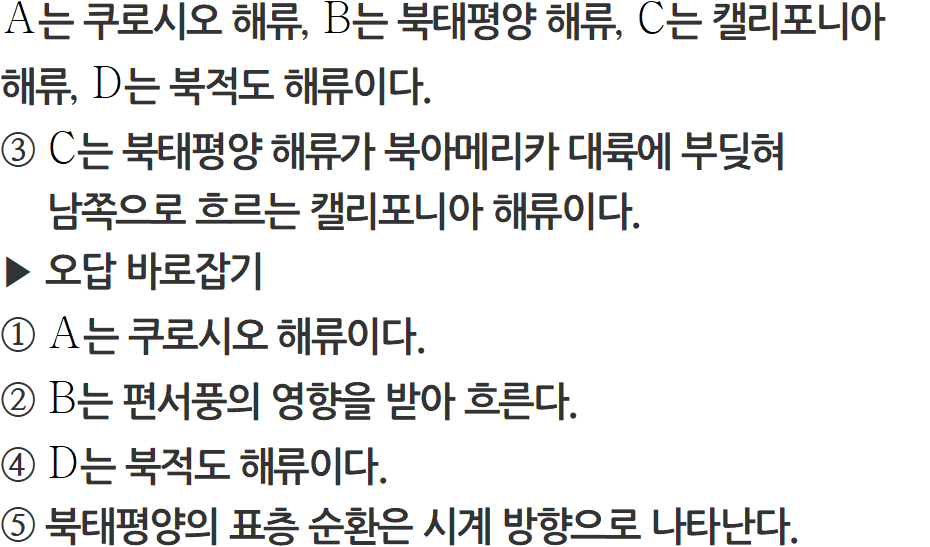 A는 쿠로시오 해류, B는 북태평양 해류, C는 캘리포니아
해류, D는 북적도 해류이다.
③ C는 북태평양 해류가 북아메리카 대륙에 부딪혀
남쪽으로 흐르는 캘리포니아 해류이다.
▶ 오답 바로잡기
① A는 쿠로시오 해류이다.
② B는 편서풍의 영향을 받아 흐른다.
④ D는 북적도 해류이다.
⑤ 북태평양의 표층 순환은 시계 방향으로 나타난다.